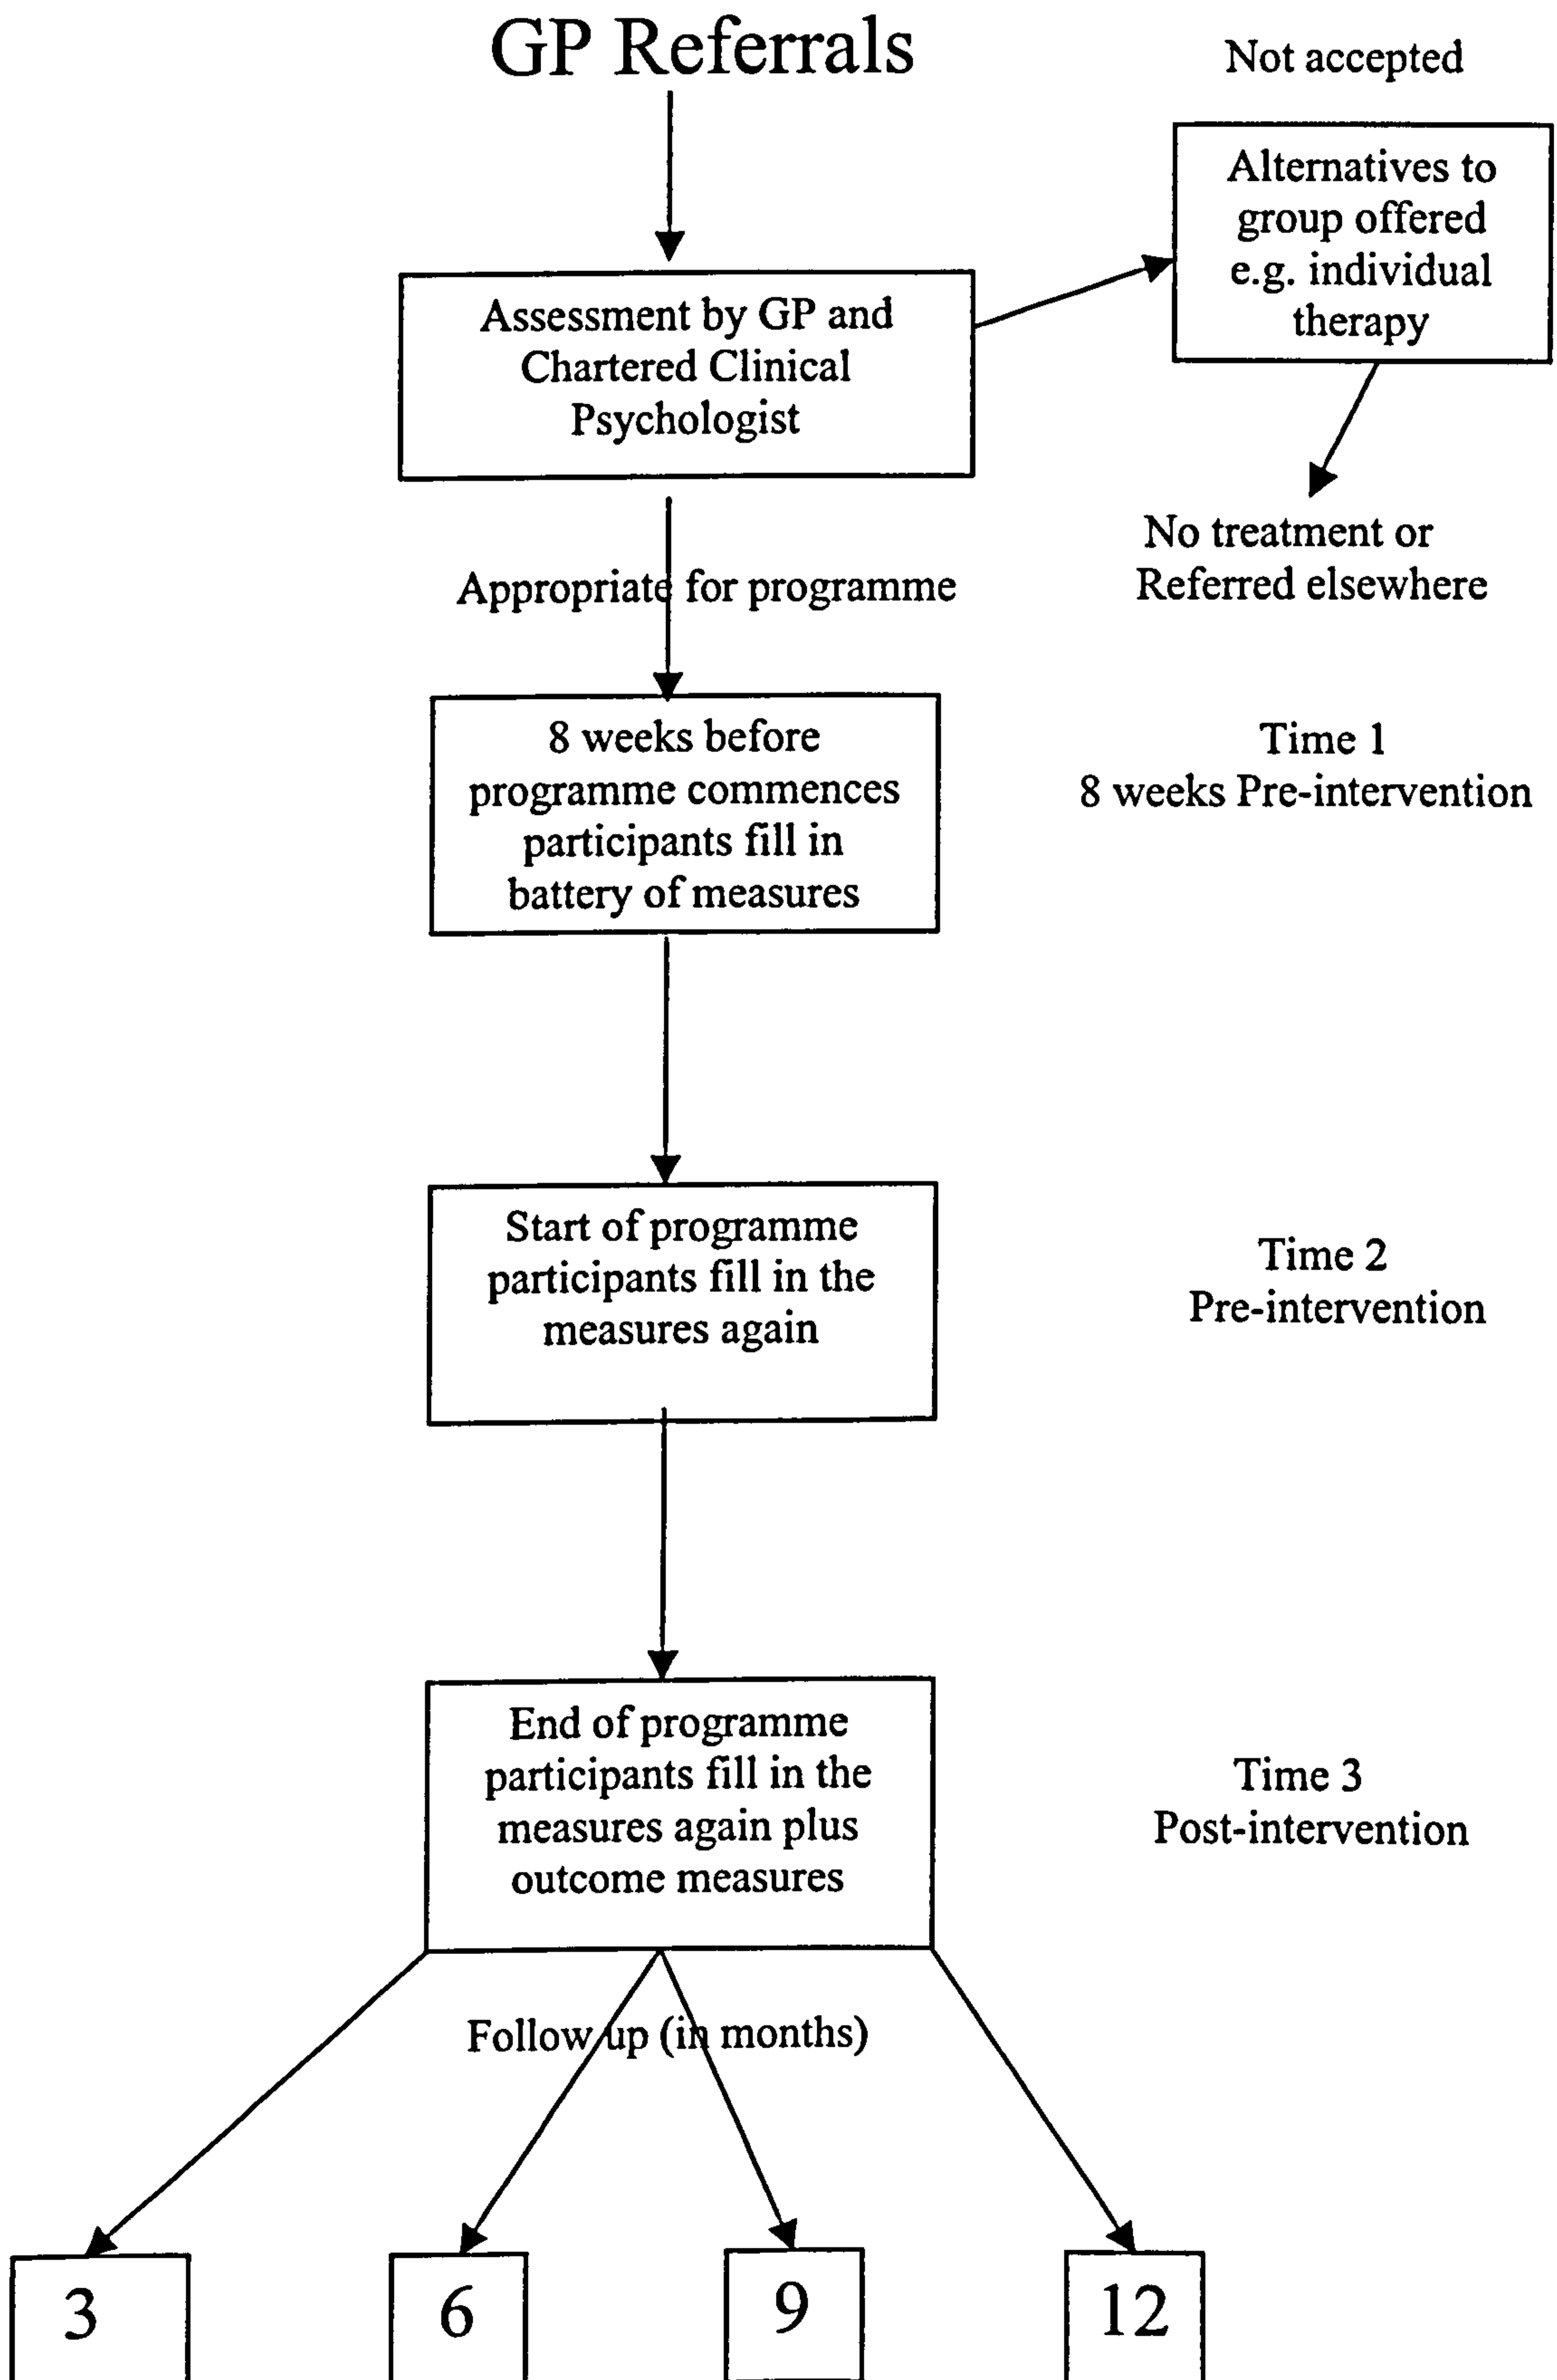 GP Referrals
Not accepted
Alternatives to
group offered
e.g. individual
therapy
Assessment by GP and
Chartered Clinical
Psychologist
No treatment or
Referred elsewhere
Appropriate for programme
8 weeks before
programme commences
participants fill in
battery of measures
Time 1
8 weeks Pre-intervention
Start of programme
participants fill in the
measures again
Time 2
Pre-intervention
End of programme
participants fill in the
measures again plus
outcome measures
Time 3
Post-intervention
Follow up (in months)
3
6
9
12